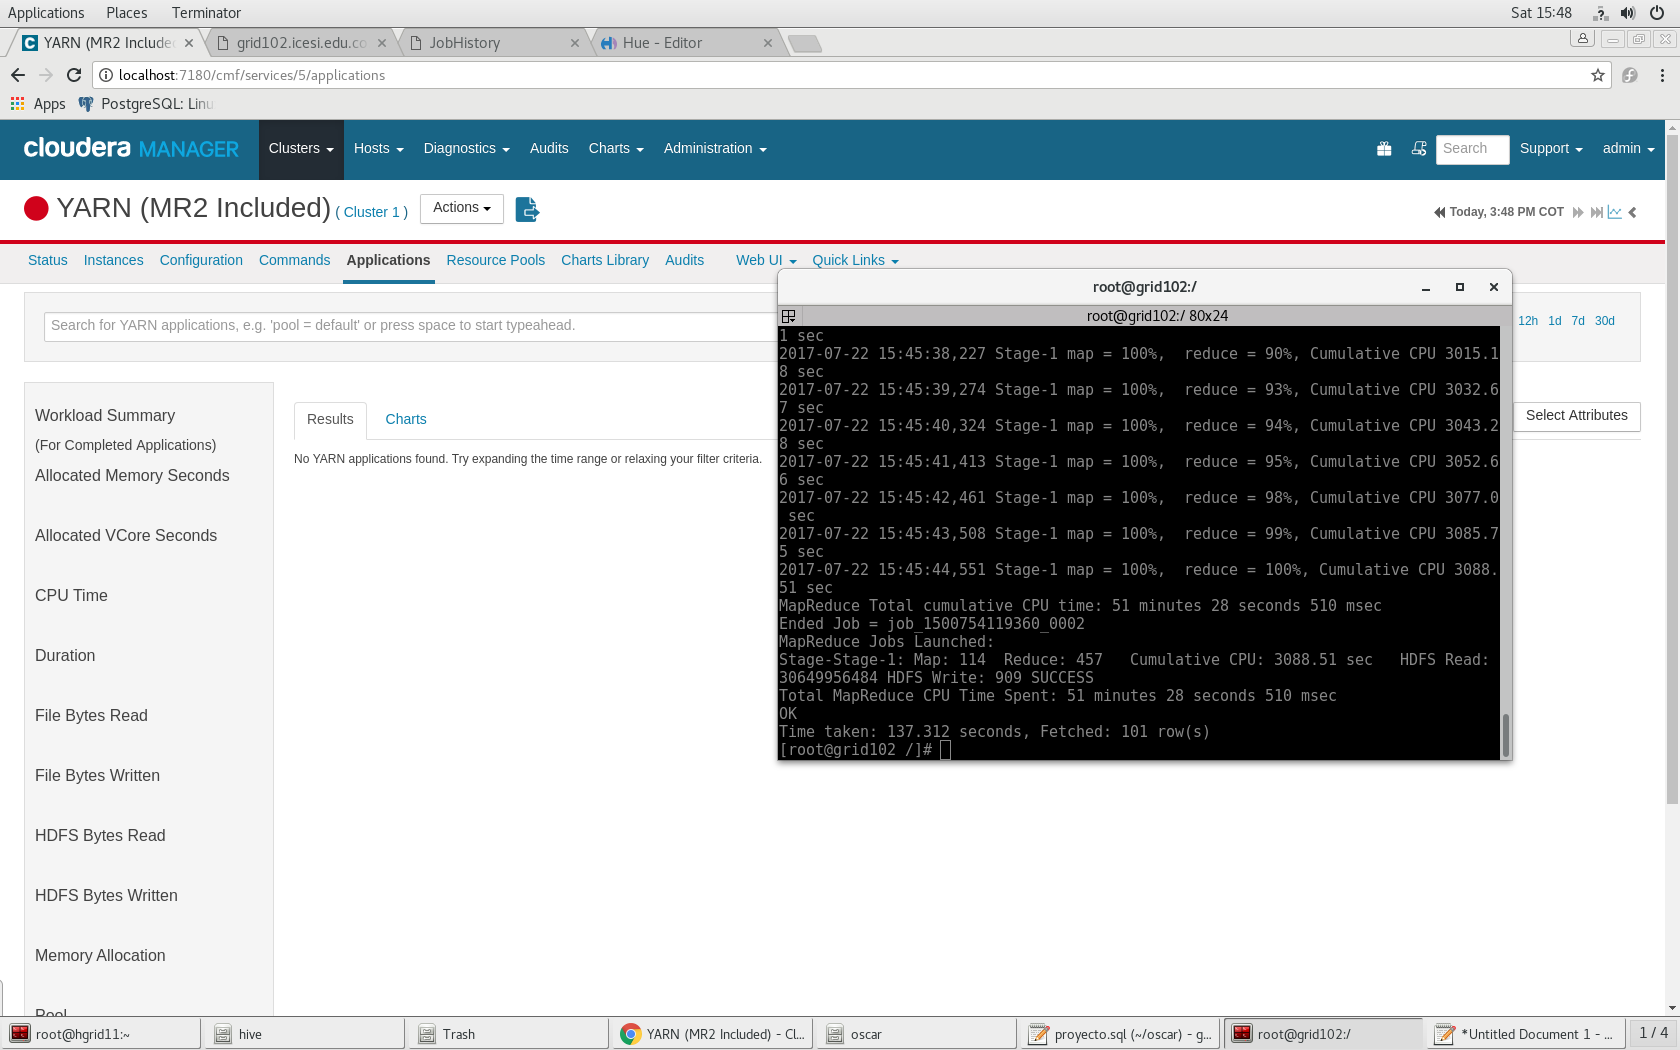 Applications Places Terminator Sat 15:48
YARN (MR2 Include grid102.icesi.edu.co JobHistory Hue - Editor
localhost:7180/cmf/services/5/applications
Apps PostgreSQL: Linu
cloudera MANAGER Clusters Hosts Diagnostics Audits Charts Administration Search Support admin
YARN (MR2 Included) ( Cluster 1 ) Actions Today, 3:48 PM COT
Status Instances Configuration Commands Applications Resource Pools Charts Library Audits Web UI Quick Links
Search for YARN applications, e.g. 'pool = default' or press space to start typeahead.
12h 1d 7d 30d
Workload Summary
(For Completed Applications)
Allocated Memory Seconds
Allocated VCore Seconds
CPU Time
Duration
File Bytes Read
File Bytes Written
HDFS Bytes Read
HDFS Bytes Written
Memory Allocation
Pool
Results Charts
Select Attributes
No YARN applications found. Try expanding the time range or relaxing your filter criteria.
root@grid102:/
root@grid102:/ 80x24
1 sec
2017-07-22 15:45:38,227 Stage-1 map = 100%,  reduce = 90%, Cumulative CPU 3015.1
8 sec
2017-07-22 15:45:39,274 Stage-1 map = 100%,  reduce = 93%, Cumulative CPU 3032.6
7 sec
2017-07-22 15:45:40,324 Stage-1 map = 100%,  reduce = 94%, Cumulative CPU 3043.2
8 sec
2017-07-22 15:45:41,413 Stage-1 map = 100%,  reduce = 95%, Cumulative CPU 3052.6
6 sec
2017-07-22 15:45:42,461 Stage-1 map = 100%,  reduce = 98%, Cumulative CPU 3077.0
 sec
2017-07-22 15:45:43,508 Stage-1 map = 100%,  reduce = 99%, Cumulative CPU 3085.7
5 sec
2017-07-22 15:45:44,551 Stage-1 map = 100%,  reduce = 100%, Cumulative CPU 3088.
51 sec
MapReduce Total cumulative CPU time: 51 minutes 28 seconds 510 msec
Ended Job = job_1500754119360_0002
MapReduce Jobs Launched:
Stage-Stage-1: Map: 114  Reduce: 457   Cumulative CPU: 3088.51 sec   HDFS Read:
30649956484 HDFS Write: 909 SUCCESS
Total MapReduce CPU Time Spent: 51 minutes 28 seconds 510 msec
OK
Time taken: 137.312 seconds, Fetched: 101 row(s)
[root@grid102 /]#
root@hgrid11:~ hive Trash YARN (MR2 Included) - Cl... oscar proyecto.sql (~/oscar) - g... root@grid102:/ *Untitled Document 1 - ... 1 / 4